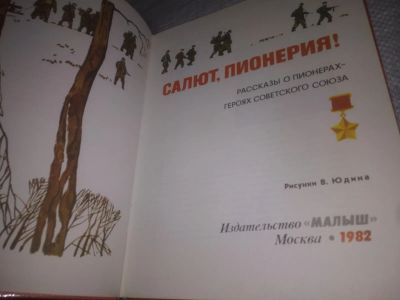 САЛЮТ, ПИОНЕРИЯ!
РАССКАЗЫ О ПИОНЕРАХ-
ГЕРОЯХ СОВЕТСКОГО СОЮЗА
Рисунки В. Юдина
Издательство «МАЛЫШ»
Москва • 1982